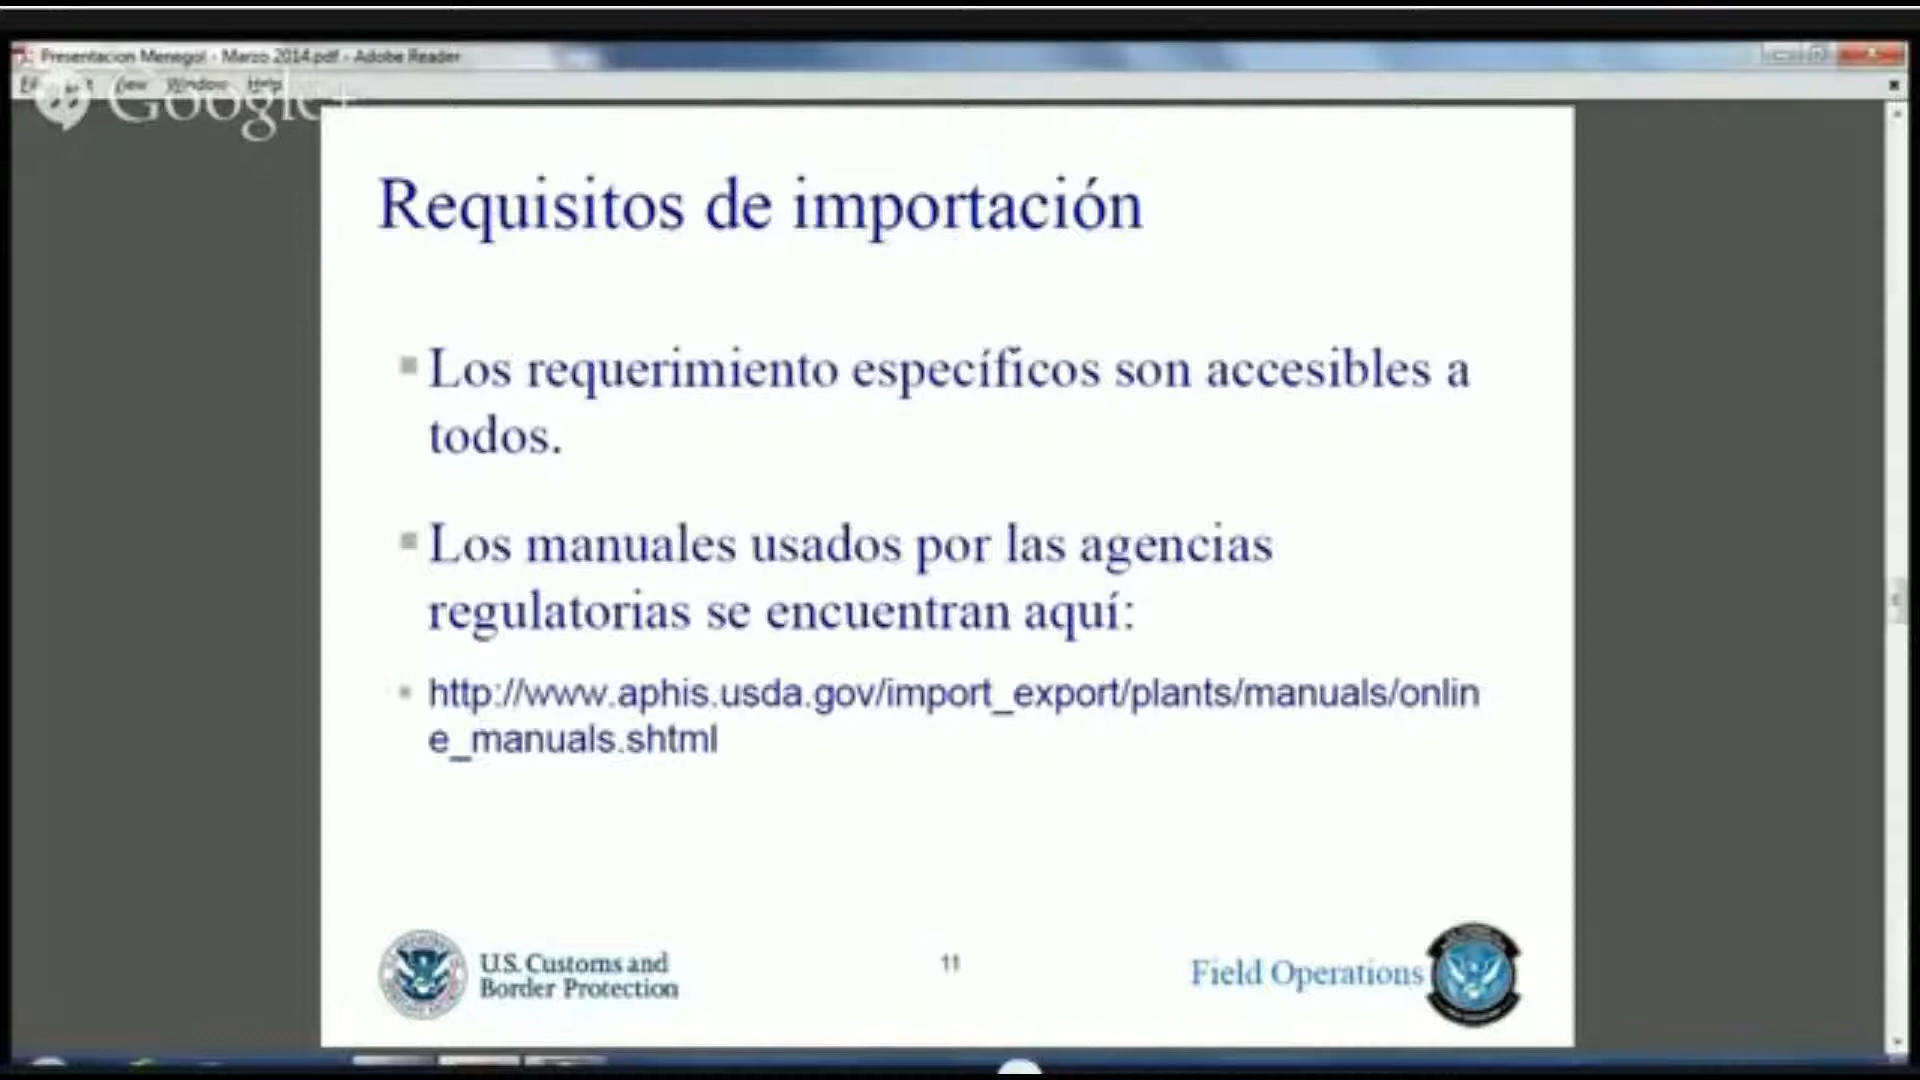 Presentacion Menegol - Marzo 2014.pdf - Adobe Reader
View Window Help
Google+
Requisitos de importación
Los requerimiento específicos son accesibles a
todos.
Los manuales usados por las agencias
regulatorias se encuentran aquí:
http://www.aphis.usda.gov/import_export/plants/manuals/onlin
e_manuals.shtml
U.S. Customs and
Border Protection
11
Field Operations